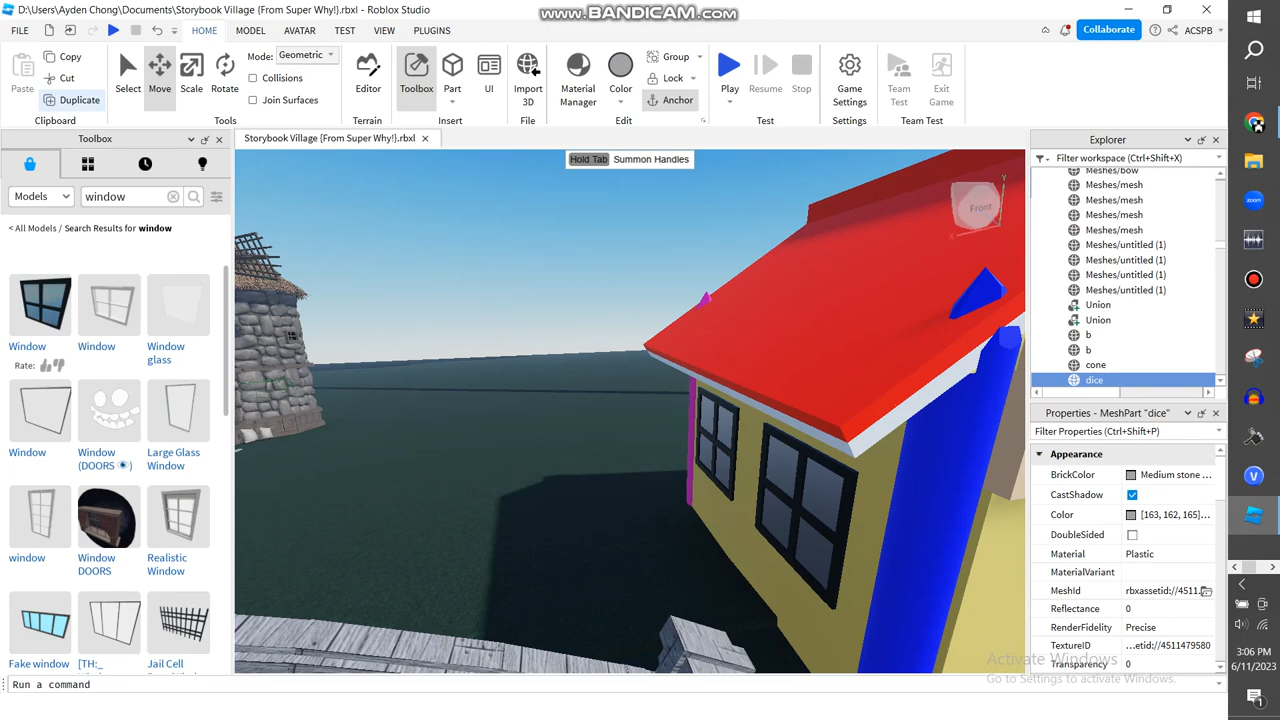 D:\Users\Ayden Chong\Documents\Storybook Village {From Super Why!}.rbxl - Roblox Studio
www.BANDICAM.com
FILE HOME MODEL AVATAR TEST VIEW PLUGINS
Collaborate
ACSPB
Paste
Copy
Cut
Duplicate
Clipboard
Select
Move
Scale
Rotate
Tools
Mode: Geometric
Collisions
Join Surfaces
Editor
Terrain
Toolbox
Part
UI
Insert
Import 3D
File
Material Manager
Color
Group
Lock
Anchor
Edit
Play
Resume
Stop
Test
Game Settings
Settings
Team Test
Exit Game
Team Test
Toolbox
Models
window
< All Models / Search Results for window
Window
Rate:
Window
Window glass
Window
Window (DOORS
Large Glass Window
window
Window DOORS
Realistic Window
Fake window
[TH:_
Jail Cell
Storybook Village {From Super Why!}.rbxl
Hold Tab Summon Handles
Front
Y
X
Explorer
Filter workspace (Ctrl+Shift+X)
Meshes/bow
Meshes/mesh
Meshes/mesh
Meshes/mesh
Meshes/mesh
Meshes/untitled (1)
Meshes/untitled (1)
Meshes/untitled (1)
Meshes/untitled (1)
Union
Union
b
b
cone
dice
Properties - MeshPart "dice"
Filter Properties (Ctrl+Shift+P)
Appearance
BrickColor Medium stone ...
CastShadow
Color [163, 162, 165]...
DoubleSided
Material Plastic
MaterialVariant
MeshId rbxassetid://4511...
Reflectance 0
RenderFidelity Precise
TextureID ...etid://4511479580
Transparency 0
Activate Windows
Go to Settings to activate Windows.
Run a command
zoom
V
3:06 PM
6/11/2023
1